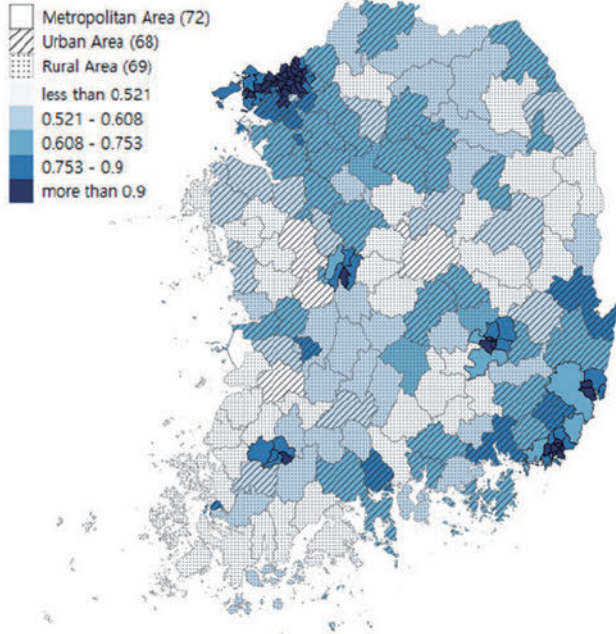 Metropolitan Area (72)
Urban Area (68)
Rural Area (69)
less than 0.521
0.521 - 0.608
0.608 - 0.753
0.753 - 0.9
more than 0.9